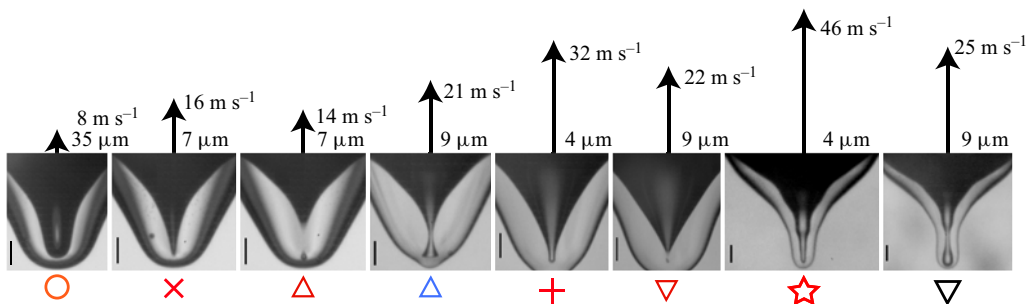 8 m s⁻¹
35 μm
16 m s⁻¹
7 μm
14 m s⁻¹
7 μm
21 m s⁻¹
9 μm
32 m s⁻¹
4 μm
22 m s⁻¹
9 μm
46 m s⁻¹
4 μm
25 m s⁻¹
9 μm